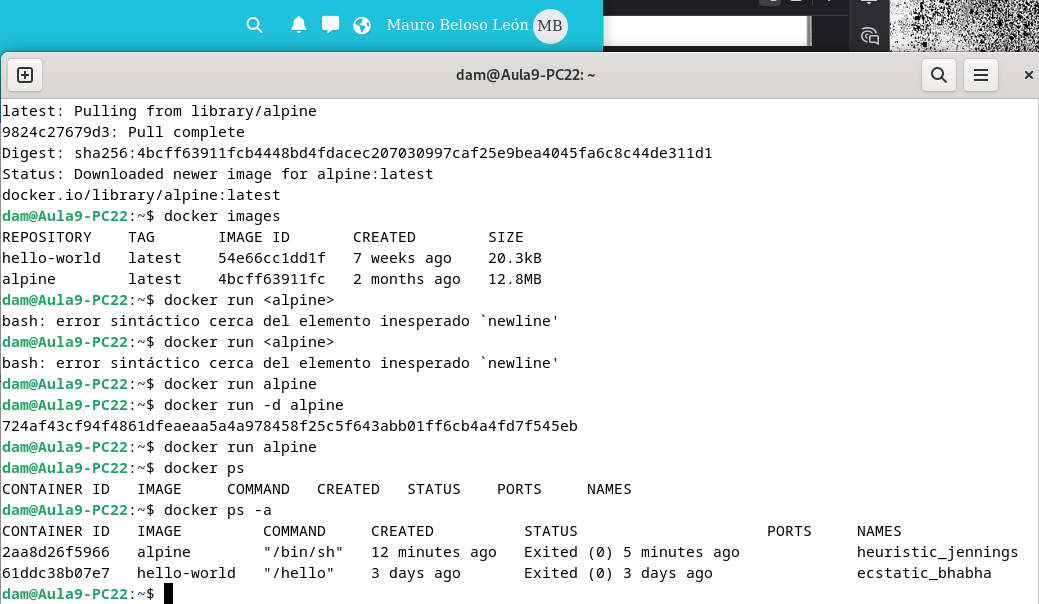 Mauro Beloso León MB
dam@Aula9-PC22: ~
latest: Pulling from library/alpine
9824c27679d3: Pull complete
Digest: sha256:4bcff63911fcb4448bd4fdacec207030997caf25e9bea4045fa6c8c44de311d1
Status: Downloaded newer image for alpine:latest
docker.io/library/alpine:latest
dam@Aula9-PC22:~$ docker images
REPOSITORY    TAG       IMAGE ID       CREATED        SIZE
hello-world   latest    54e66cc1dd1f   7 weeks ago    20.3kB
alpine        latest    4bcff63911fc   2 months ago   12.8MB
dam@Aula9-PC22:~$ docker run <alpine>
bash: error sintáctico cerca del elemento inesperado `newline'
dam@Aula9-PC22:~$ docker run <alpine>
bash: error sintáctico cerca del elemento inesperado `newline'
dam@Aula9-PC22:~$ docker run alpine
dam@Aula9-PC22:~$ docker run -d alpine
724af43cf94f4861dfeaeaa5a4a978458f25c5f643abb01ff6cb4a4fd7f545eb
dam@Aula9-PC22:~$ docker run alpine
dam@Aula9-PC22:~$ docker ps
CONTAINER ID   IMAGE     COMMAND   CREATED   STATUS    PORTS     NAMES
dam@Aula9-PC22:~$ docker ps -a
CONTAINER ID   IMAGE         COMMAND     CREATED          STATUS                     PORTS     NAMES
2aa8d26f5966   alpine        "/bin/sh"   12 minutes ago   Exited (0) 5 minutes ago             heuristic_jennings
61ddc38b07e7   hello-world   "/hello"    3 days ago       Exited (0) 3 days ago                ecstatic_bhabha
dam@Aula9-PC22:~$